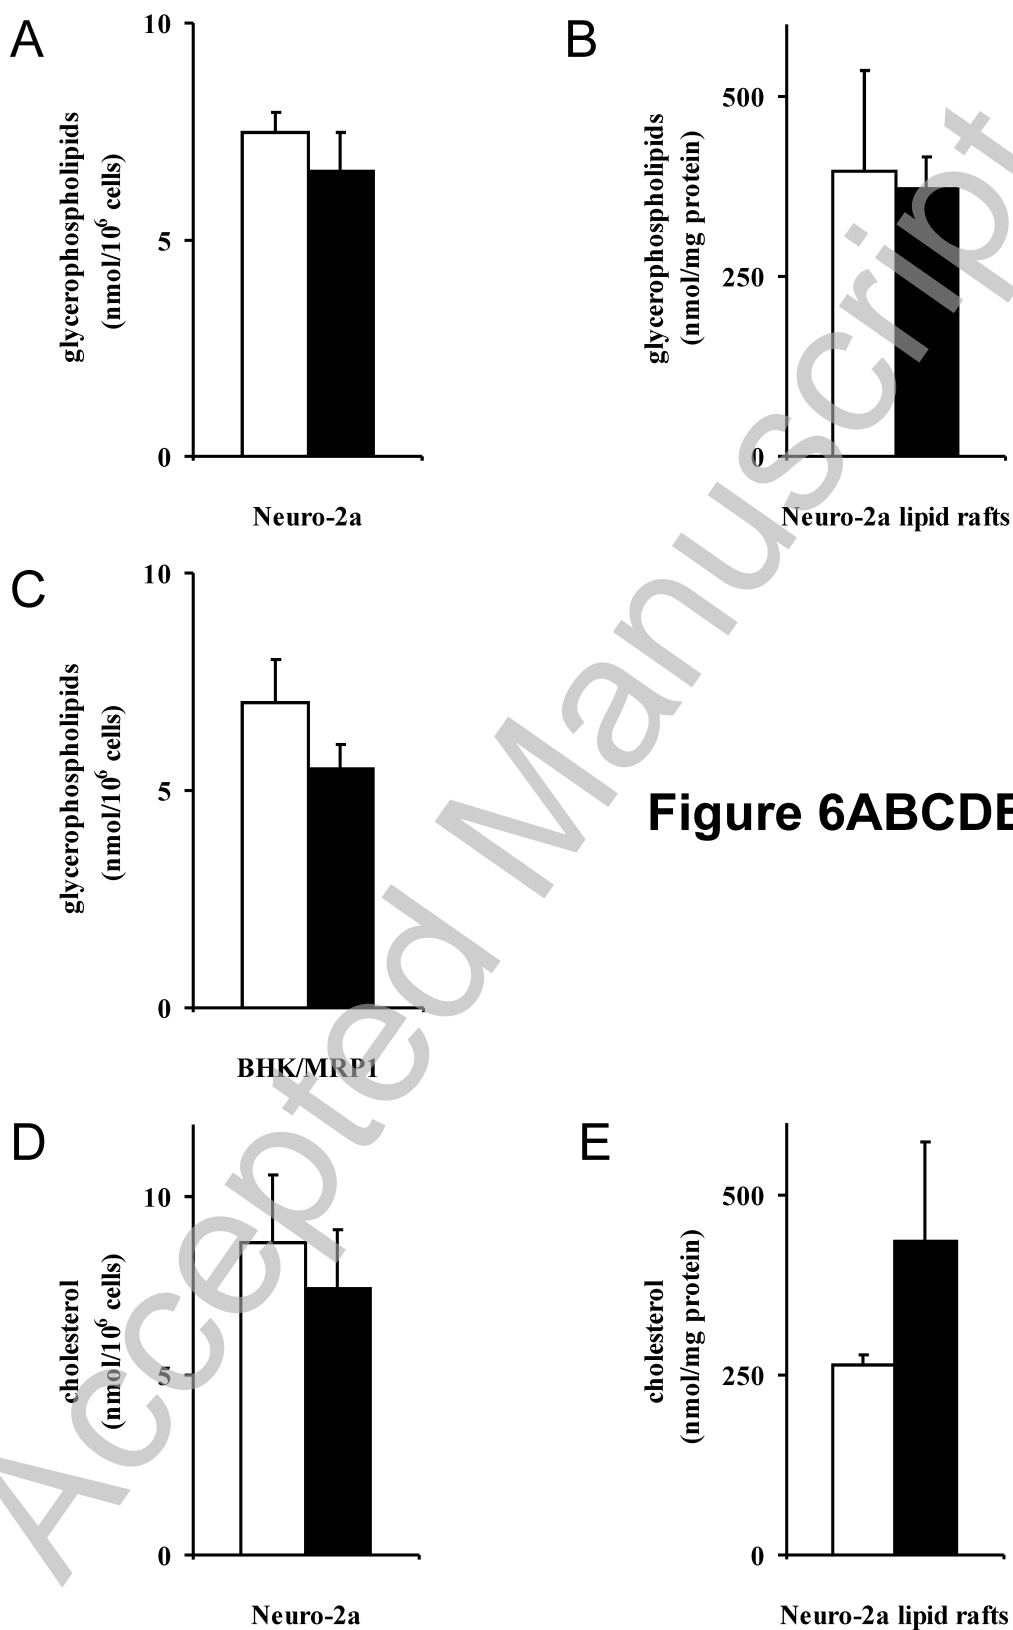 A
10
5
0
glycerophospholipids
(nmol/10⁶ cells)
Neuro-2a
B
500
250
0
glycerophospholipids
(nmol/mg protein)
Neuro-2a lipid rafts
C
10
5
0
glycerophospholipids
(nmol/10⁶ cells)
BHK/MRP1
Figure 6ABCDE
D
10
5
0
cholesterol
(nmol/10⁶ cells)
Neuro-2a
E
500
250
0
cholesterol
(nmol/mg protein)
Neuro-2a lipid rafts
Accepted Manuscript